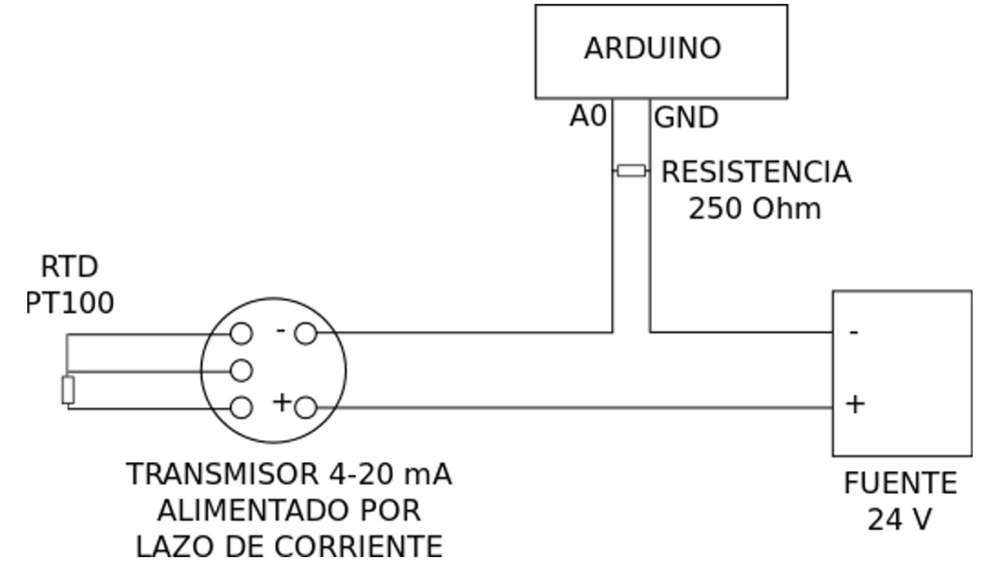 ARDUINO
A0
GND
RESISTENCIA
250 Ohm
RTD
PT100
-
+
-
+
TRANSMISOR 4-20 mA
ALIMENTADO POR
LAZO DE CORRIENTE
FUENTE
24 V